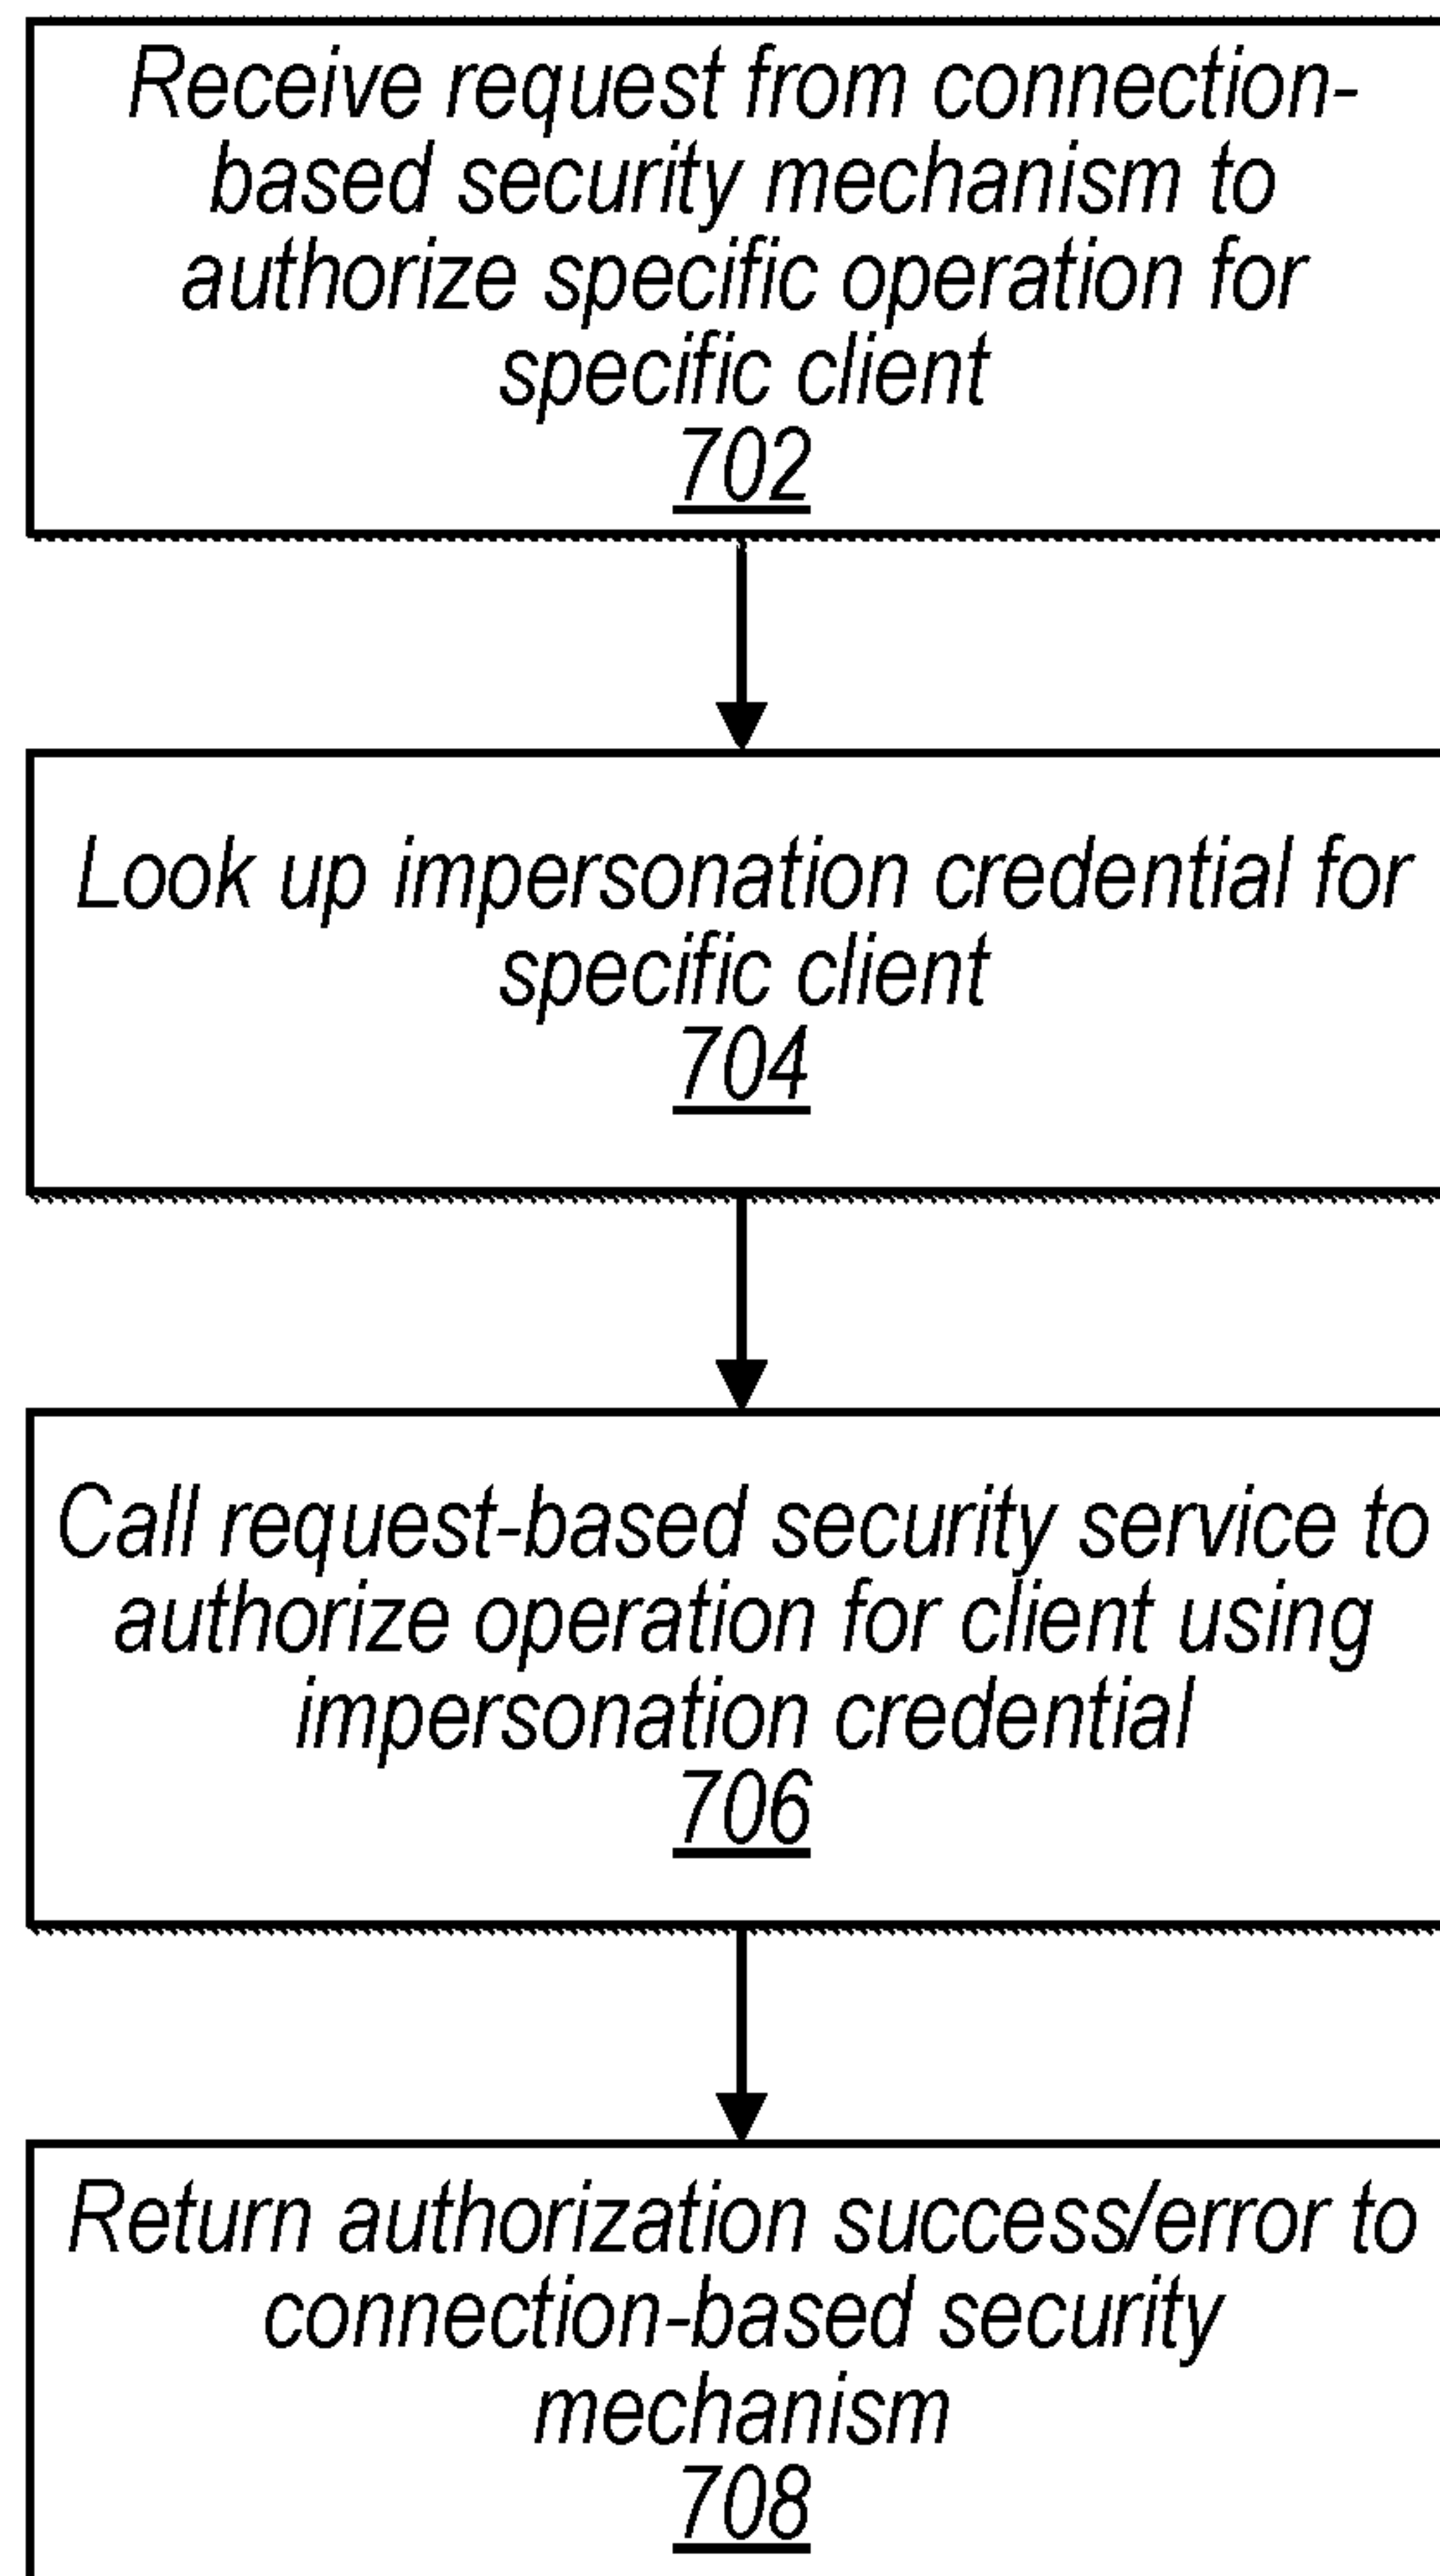 Receive request from connection-
based security mechanism to
authorize specific operation for
specific client
702
Look up impersonation credential for
specific client
704
Call request-based security service to
authorize operation for client using
impersonation credential
706
Return authorization success/error to
connection-based security
mechanism
708